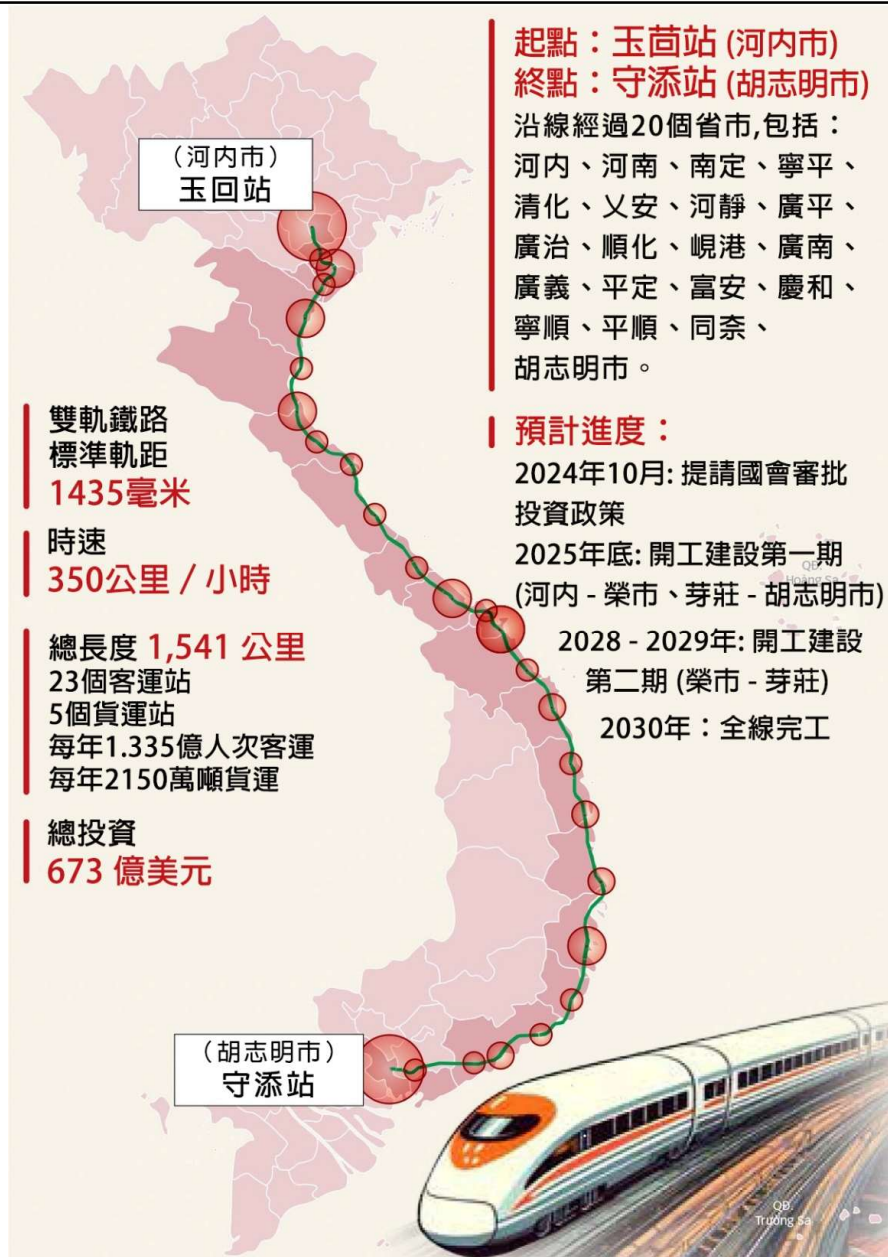 起點：玉茴站 (河内市)
終點：守添站 (胡志明市)
沿線經過20個省市,包括：
河内、河南、南定、寧平、
清化、乂安、河靜、廣平、
廣治、順化、峴港、廣南、
廣義、平定、富安、慶和、
寧順、平順、同奈、
胡志明市。
（河内市）
玉回站
雙軌鐵路
標準軌距
1435毫米
時速
350公里 / 小時
總長度 1,541 公里
23個客運站
5個貨運站
每年1.335億人次客運
每年2150萬噸貨運
總投資
673 億美元
預計進度：
2024年10月: 提請國會審批
投資政策
2025年底: 開工建設第一期
(河内 - 榮市、芽莊 - 胡志明市)
2028 - 2029年: 開工建設
第二期 (榮市 - 芽莊)
2030年：全線完工
QĐ.
Hoàng Sa
（胡志明市）
守添站
QĐ.
Trường Sa